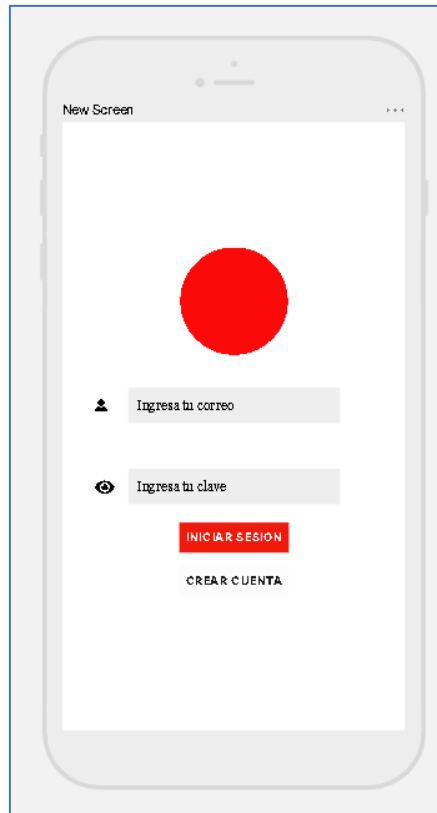 New Screen
Ingresa tu correo
Ingresa tu clave
INICIAR SESION
CREAR CUENTA